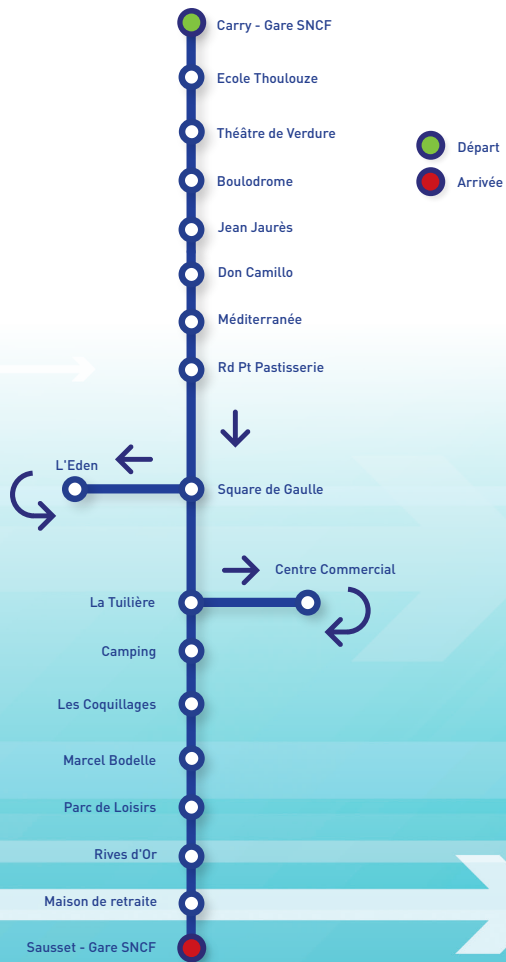 Carry - Gare SNCF
Ecole Thoulouze
Théâtre de Verdure
Départ
Boulodrome
Arrivée
Jean Jaurès
Don Camillo
Méditerranée
Rd Pt Pastisserie
L'Eden
Square de Gaulle
Centre Commercial
La Tuilière
Camping
Les Coquillages
Marcel Bodelle
Parc de Loisirs
Rives d'Or
Maison de retraite
Sausset - Gare SNCF